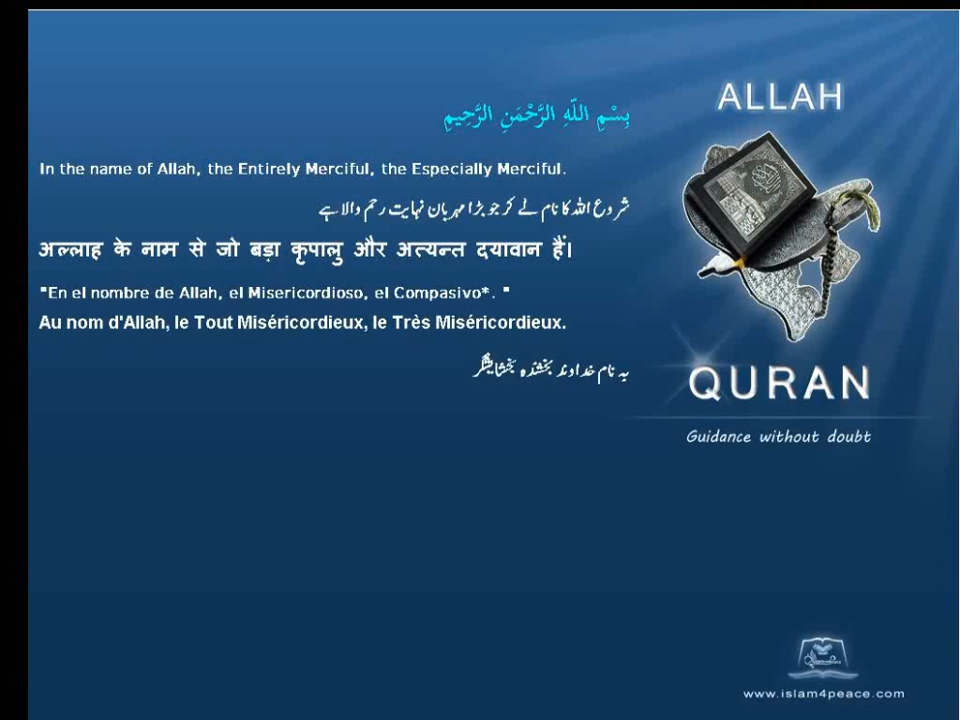 بِسْمِ اللَّهِ الرَّحْمَنِ الرَّحِيمِ
In the name of Allah, the Entirely Merciful, the Especially Merciful.
شروع اللہ کا نام لے کر جو بڑا مہربان نہایت رحم والا ہے
अल्लाह के नाम से जो बड़ा कृपालु और अत्यन्त दयावान हैं।
"En el nombre de Allah, el Misericordioso, el Compasivo*. "
Au nom d'Allah, le Tout Miséricordieux, le Très Miséricordieux.
به نام خداوند بخشنده بخشایشگر
ALLAH
QURAN
Guidance without doubt
www.islam4peace.com